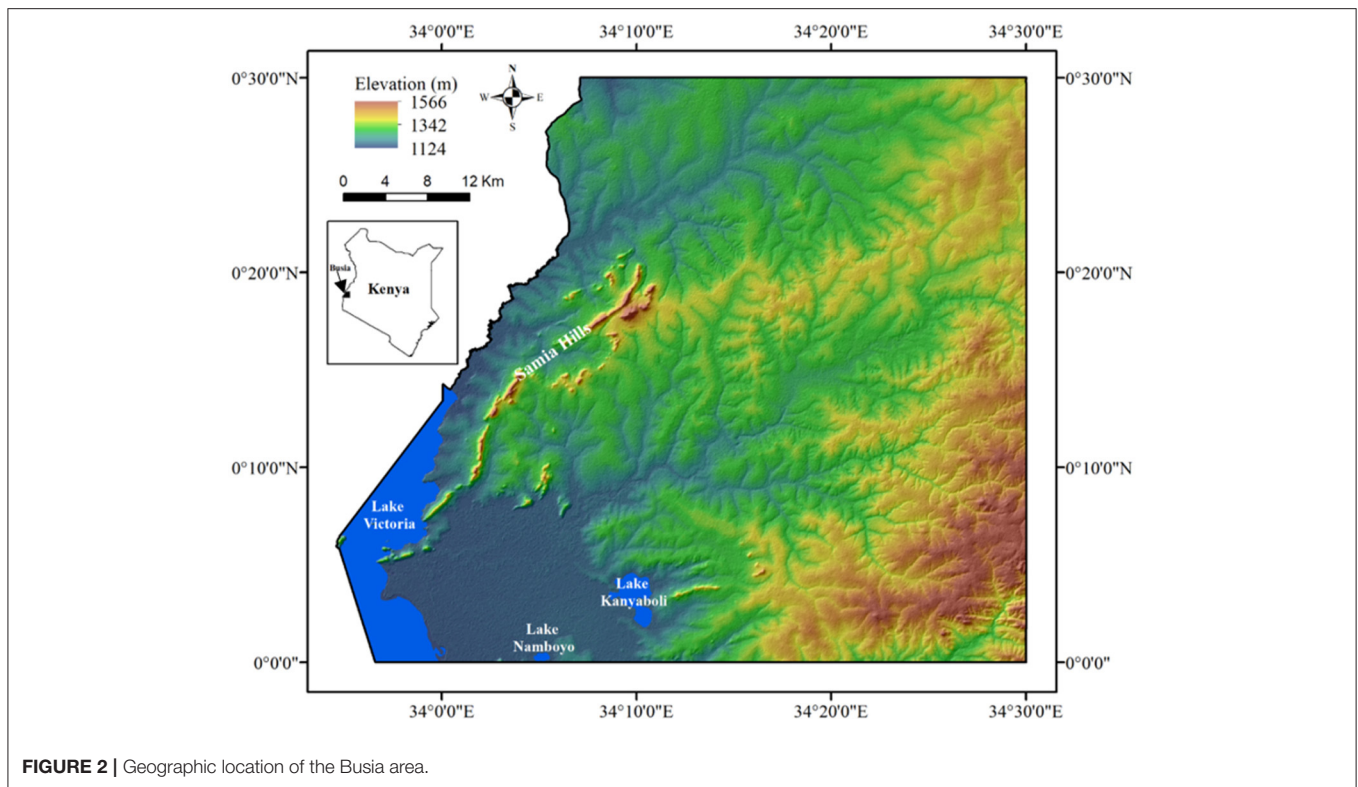 34°0'0"E 34°10'0"E 34°20'0"E 34°30'0"E
0°30'0"N 0°30'0"N
Elevation (m)
1566
1342
1124
N
W E
S
0 4 8 12 Km
Busia
Kenya
0°20'0"N 0°20'0"N
Samia Hills
0°10'0"N 0°10'0"N
Lake
Victoria
Lake
Kanyaboli
Lake
Namboyo
0°0'0" 0°0'0"
34°0'0"E 34°10'0"E 34°20'0"E 34°30'0"E
FIGURE 2 | Geographic location of the Busia area.